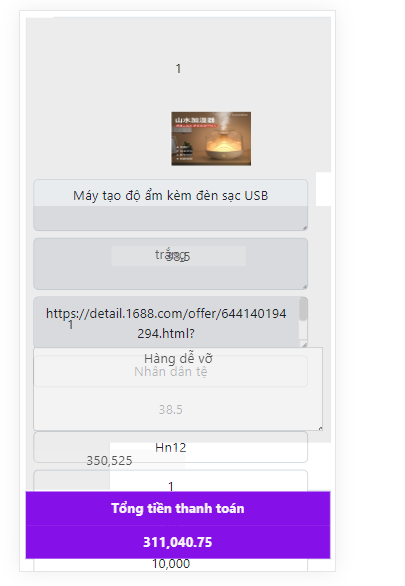 1
山水加湿器
Máy tạo độ ẩm kèm đèn sạc USB
trắng
38.5
https://detail.1688.com/offer/644140194
294.html?
1
Hàng dễ vỡ
Nhân dân tệ
38.5
Hn12
350,525
1
Tổng tiền thanh toán
311,040.75
10,000